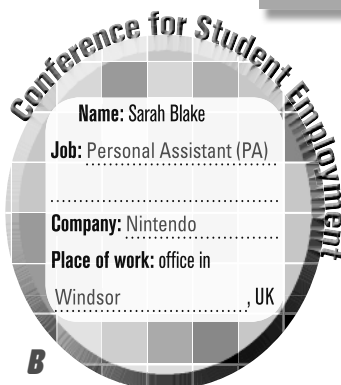 Conference for Student Employment
Name: Sarah Blake
Job: Personal Assistant (PA)
Company: Nintendo
Place of work: office in
Windsor, UK
B